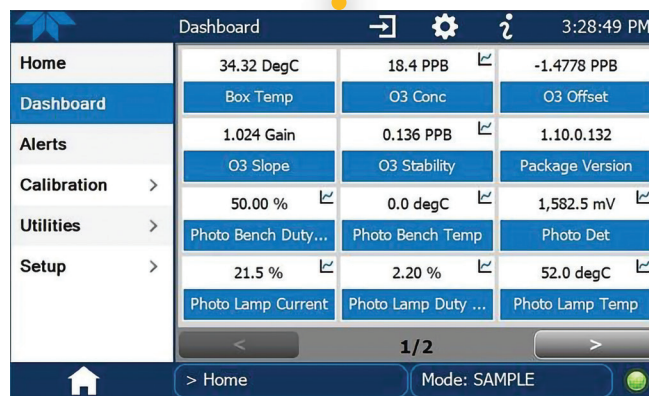 Dashboard
3:28:49 PM
Home
Dashboard
Alerts
Calibration >
Utilities >
Setup >
34.32 DegC
Box Temp
18.4 PPB
O3 Conc
-1.4778 PPB
O3 Offset
1.024 Gain
O3 Slope
0.136 PPB
O3 Stability
1.10.0.132
Package Version
50.00 %
Photo Bench Duty...
0.0 degC
Photo Bench Temp
1,582.5 mV
Photo Det
21.5 %
Photo Lamp Current
2.20 %
Photo Lamp Duty ...
52.0 degC
Photo Lamp Temp
<
1/2
>
> Home
Mode: SAMPLE